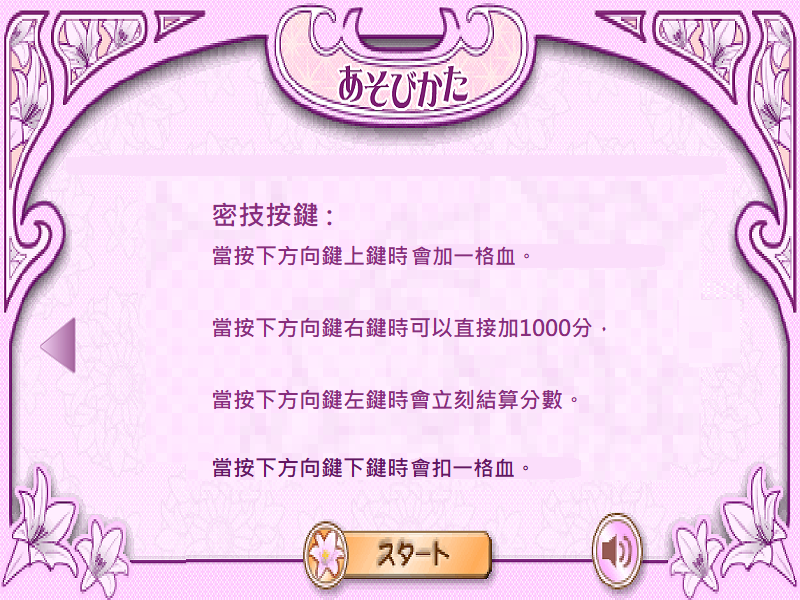 あそびかた
密技按鍵：
當按下方向鍵上鍵時會加一格血。
當按下方向鍵右鍵時可以直接加1000分，
當按下方向鍵左鍵時會立刻結算分數。
當按下方向鍵下鍵時會扣一格血。
スタート